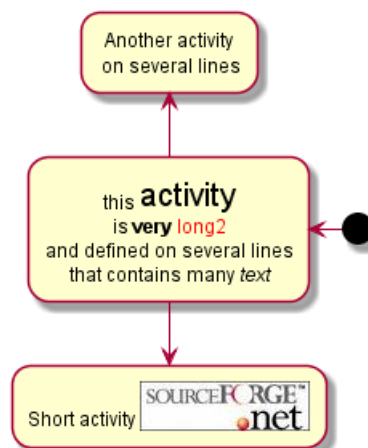 Another activity
on several lines
this activity
is very long2
and defined on several lines
that contains many text
Short activity SOURCEFORGE™
.net